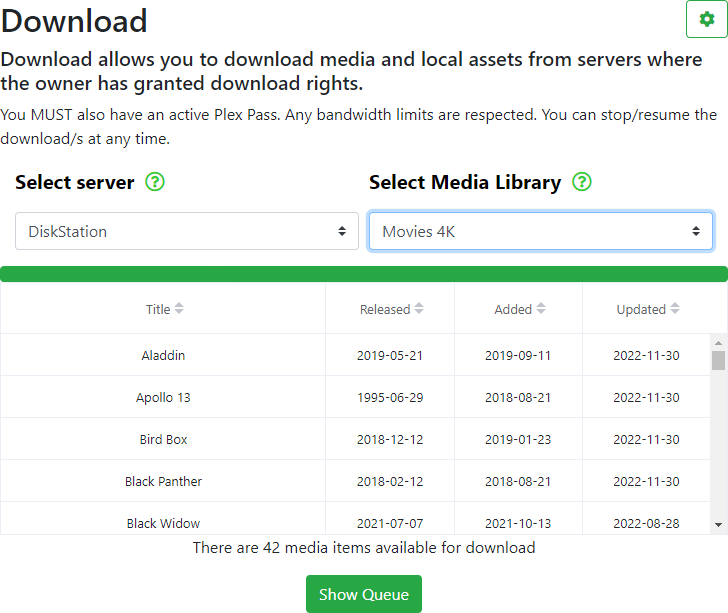 Download
Download allows you to download media and local assets from servers where
the owner has granted download rights.
You MUST also have an active Plex Pass. Any bandwidth limits are respected. You can stop/resume the
download/s at any time.
Select server ? Select Media Library ?
DiskStation Movies 4K
Title Released Added Updated
Aladdin 2019-05-21 2019-09-11 2022-11-30
Apollo 13 1995-06-29 2018-08-21 2022-11-30
Bird Box 2018-12-12 2019-01-23 2022-11-30
Black Panther 2018-02-12 2018-08-21 2022-11-30
Black Widow 2021-07-07 2021-10-13 2022-08-28
There are 42 media items available for download
Show Queue